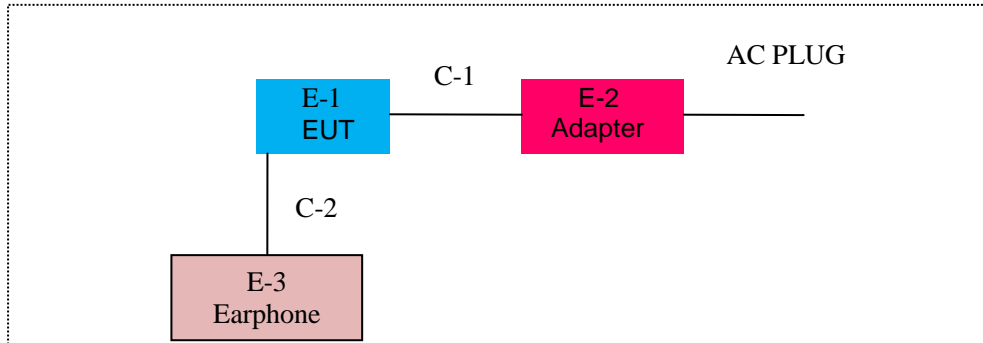 AC PLUG
C-1
E-1
EUT
E-2
Adapter
C-2
E-3
Earphone